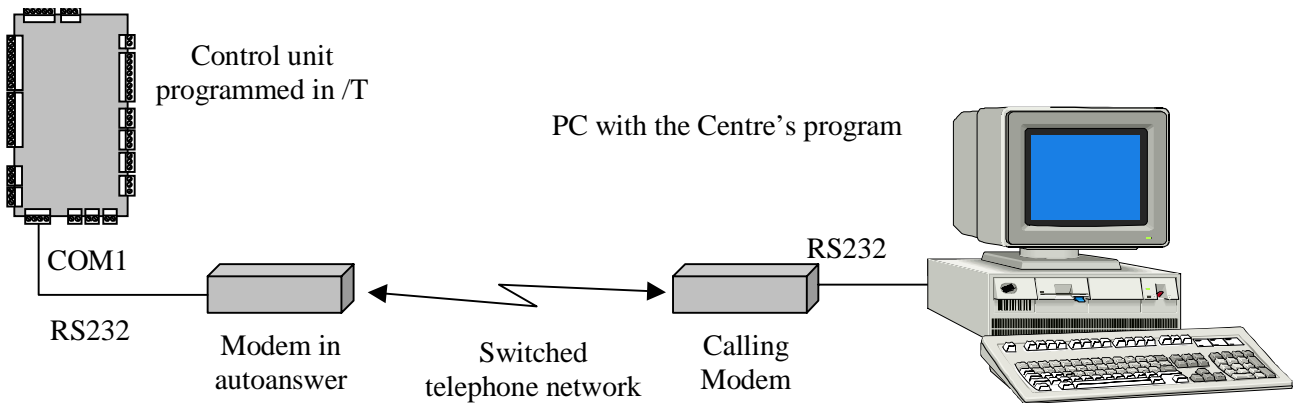 Control unit
programmed in /T
PC with the Centre's program
COM1
RS232
RS232
Modem in
autoanswer
Switched
telephone network
Calling
Modem